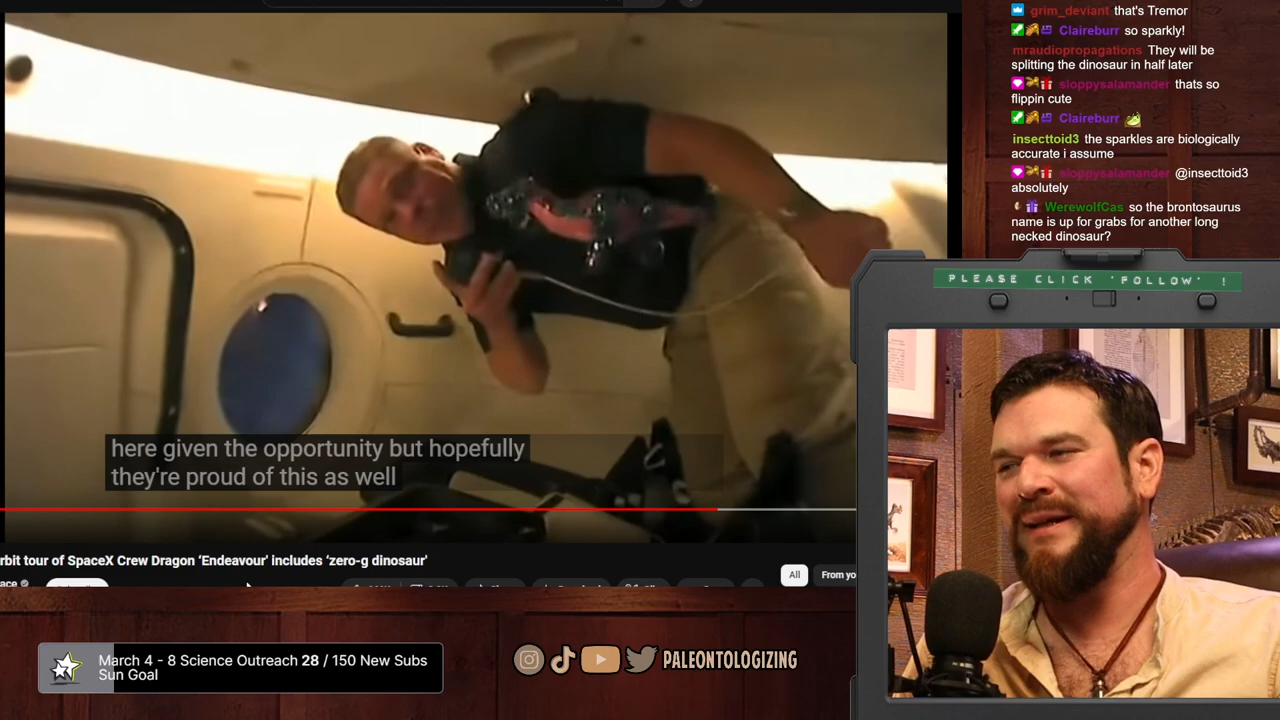 grim_deviant that's Tremor
Claireburr so sparkly!
mraudiopropagations They will be
splitting the dinosaur in half later
sloppysalamander thats so
flippin cute
Claireburr
insecttoid3 the sparkles are biologically
accurate i assume
sloppysalamander @insecttoid3
absolutely
WerewolfCas so the brontosaurus
name is up for grabs for another long
necked dinosaur?
PLEASE CLICK 'FOLLOW' !
here given the opportunity but hopefully
they're proud of this as well
rbit tour of SpaceX Crew Dragon ‘Endeavour’ includes ‘zero-g dinosaur’
ace
All
From yo
March 4 - 8 Science Outreach 28 / 150 New Subs
Sun Goal
PALEONTOLOGIZING